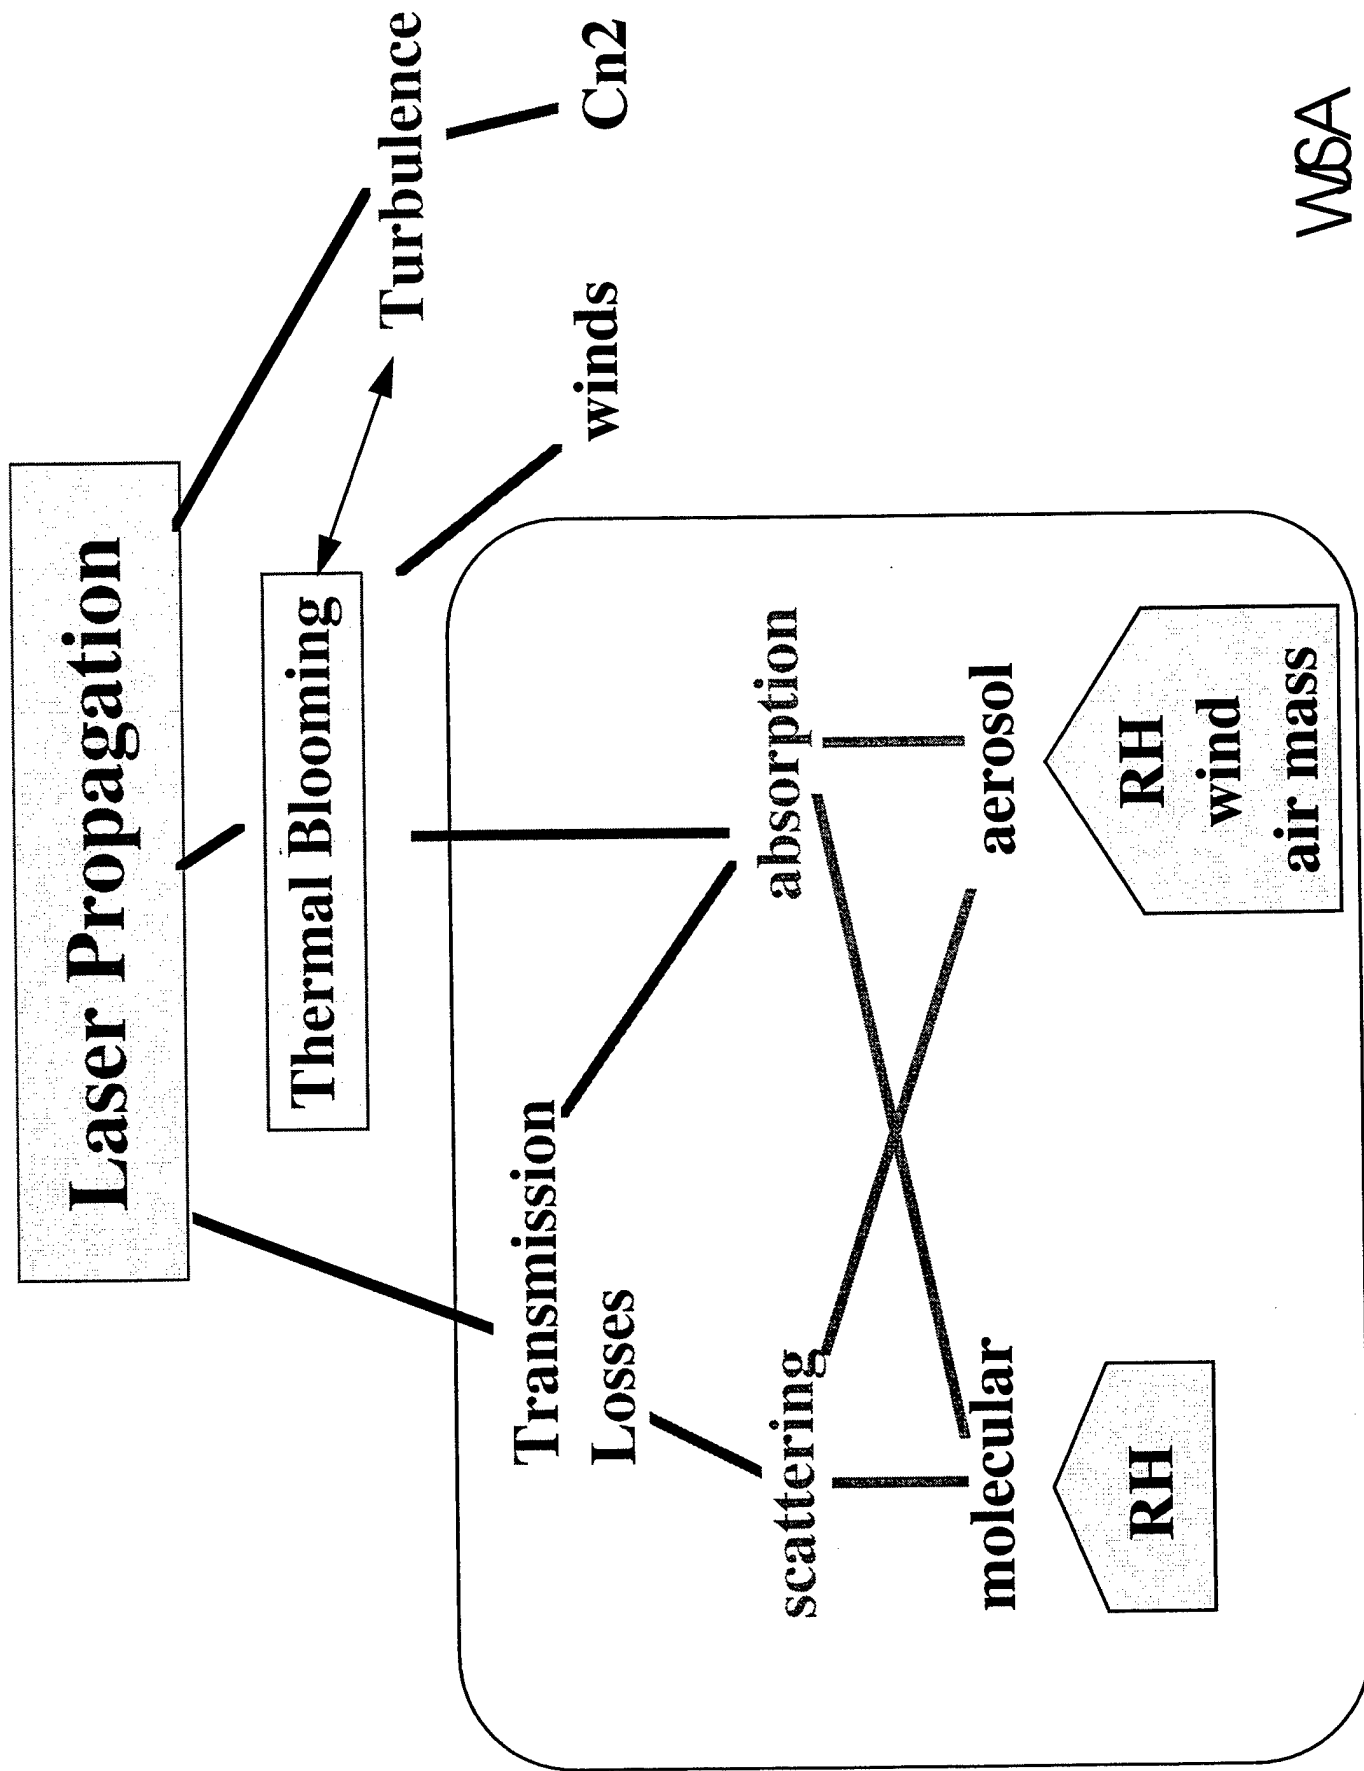 Laser Propagation
Thermal Blooming
Turbulence
Transmission
Losses
winds
Cn2
scattering
absorption
molecular
aerosol
RH
RH
wind
air mass
WSA